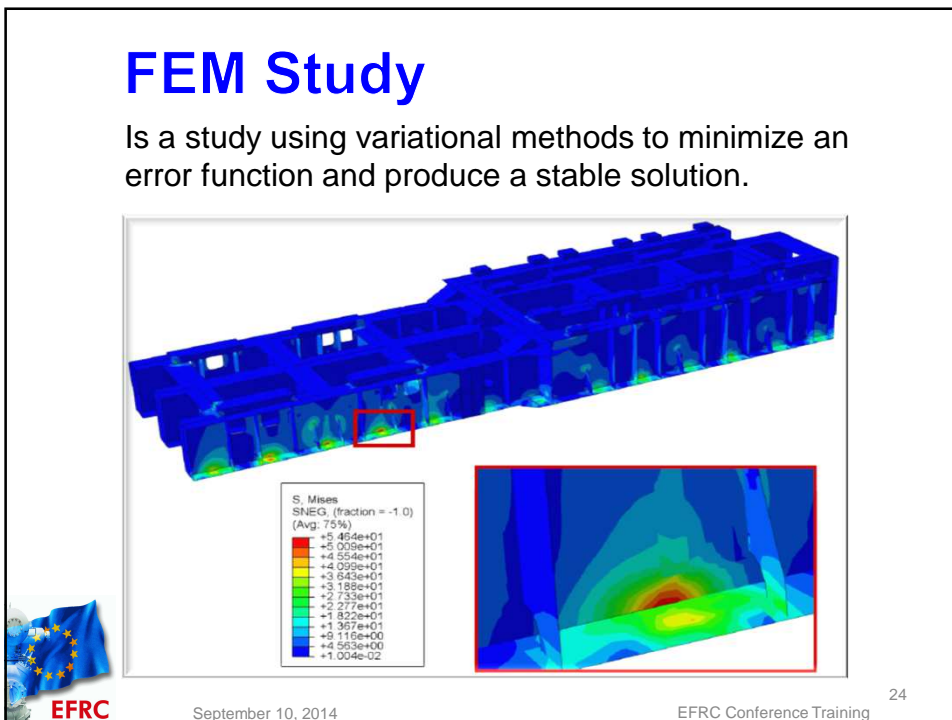 FEM Study
Is a study using variational methods to minimize an
error function and produce a stable solution.
S, Mises
SNEG, (fraction = -1.0)
(Avg: 75%)
+5.464e+01
+5.009e+01
+4.554e+01
+4.099e+01
+3.643e+01
+3.188e+01
+2.733e+01
+2.277e+01
+1.822e+01
+1.367e+01
+9.116e+00
+4.563e+00
+1.004e-02
EFRC
September 10, 2014
24
EFRC Conference Training